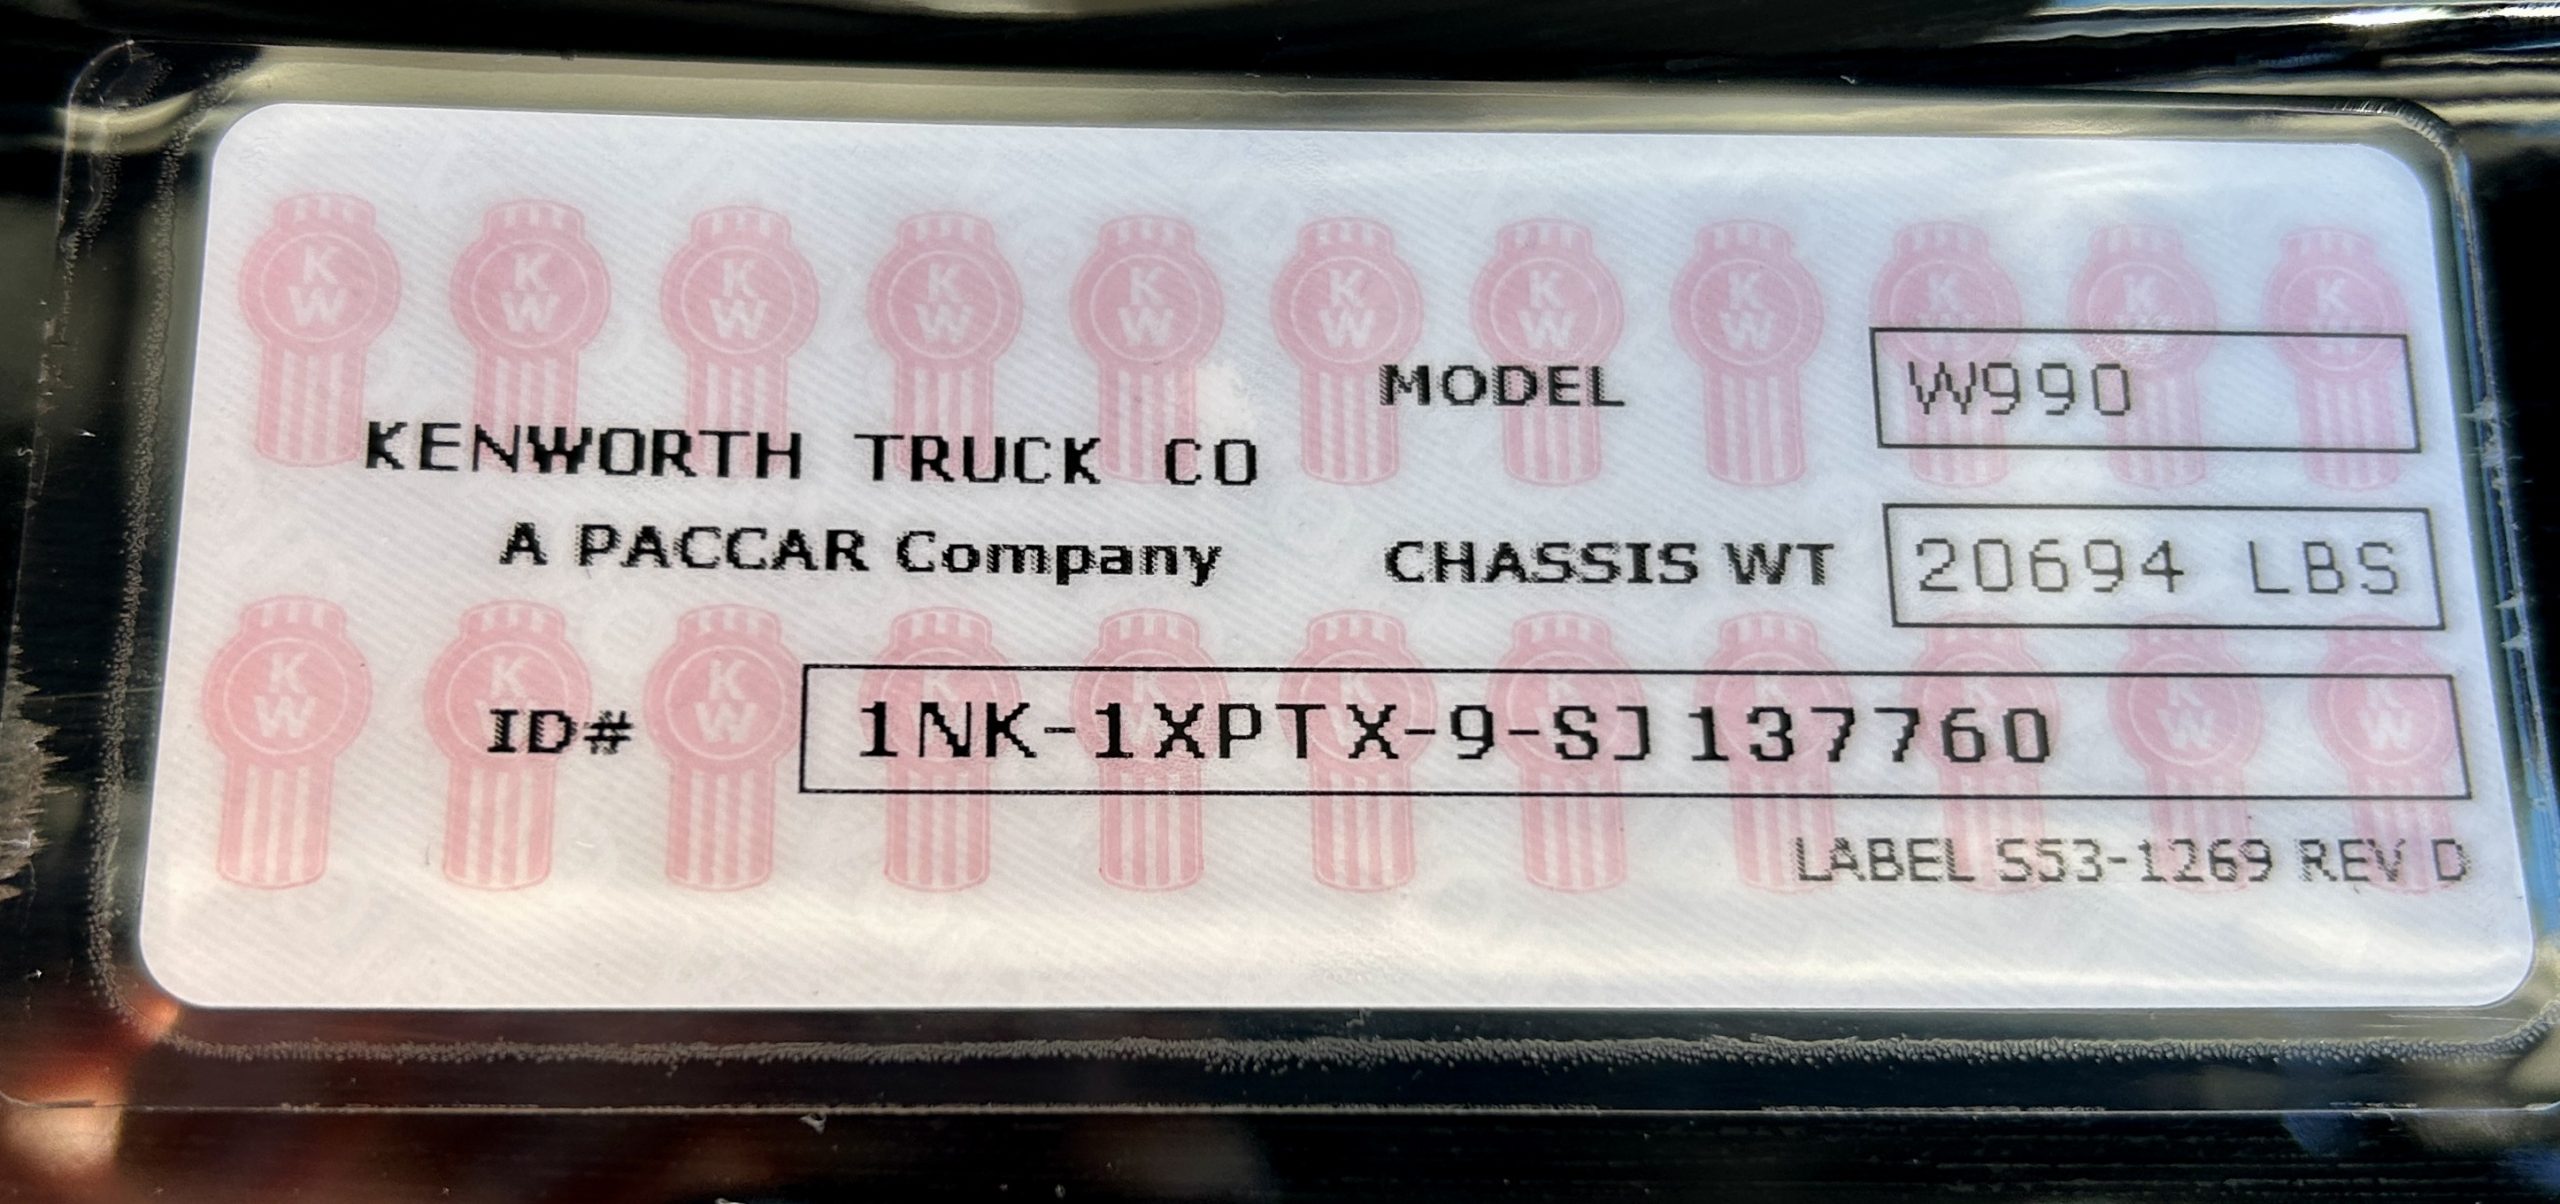 KENWORTH TRUCK CO
A PACCAR Company
MODEL W990
CHASSIS WT 20694 LBS
ID# 1NK-1XPTX-9-SJ137760
LABEL S53-1269 REV D